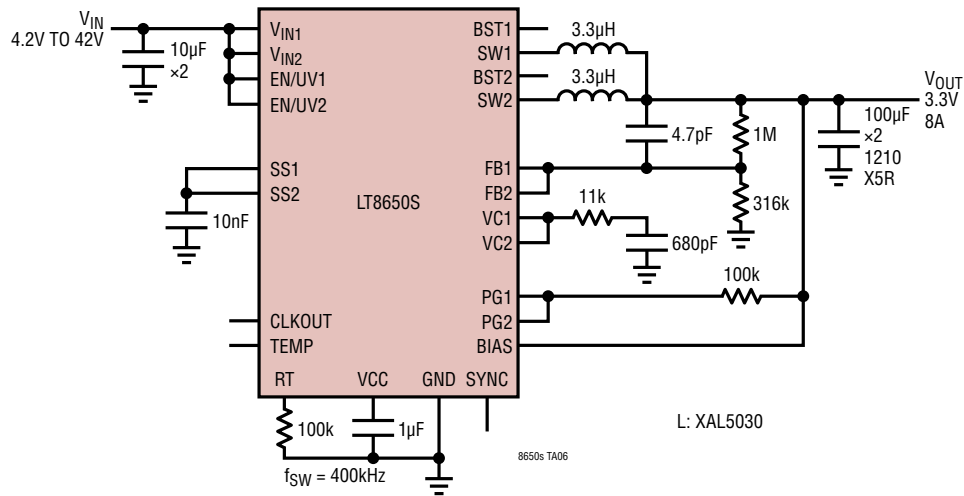 VIN
4.2V TO 42V
10µF
×2
VIN1
VIN2
EN/UV1
EN/UV2
SS1
SS2
10nF
CLKOUT
TEMP
RT
VCC
GND
SYNC
LT8650S
BST1
SW1
BST2
SW2
FB1
FB2
VC1
VC2
PG1
PG2
BIAS
3.3µH
3.3µH
4.7pF
1M
316k
11k
680pF
100k
VOUT
3.3V
8A
100µF
×2
1210
X5R
100k
1µF
fSW = 400kHz
8650s TA06
L: XAL5030